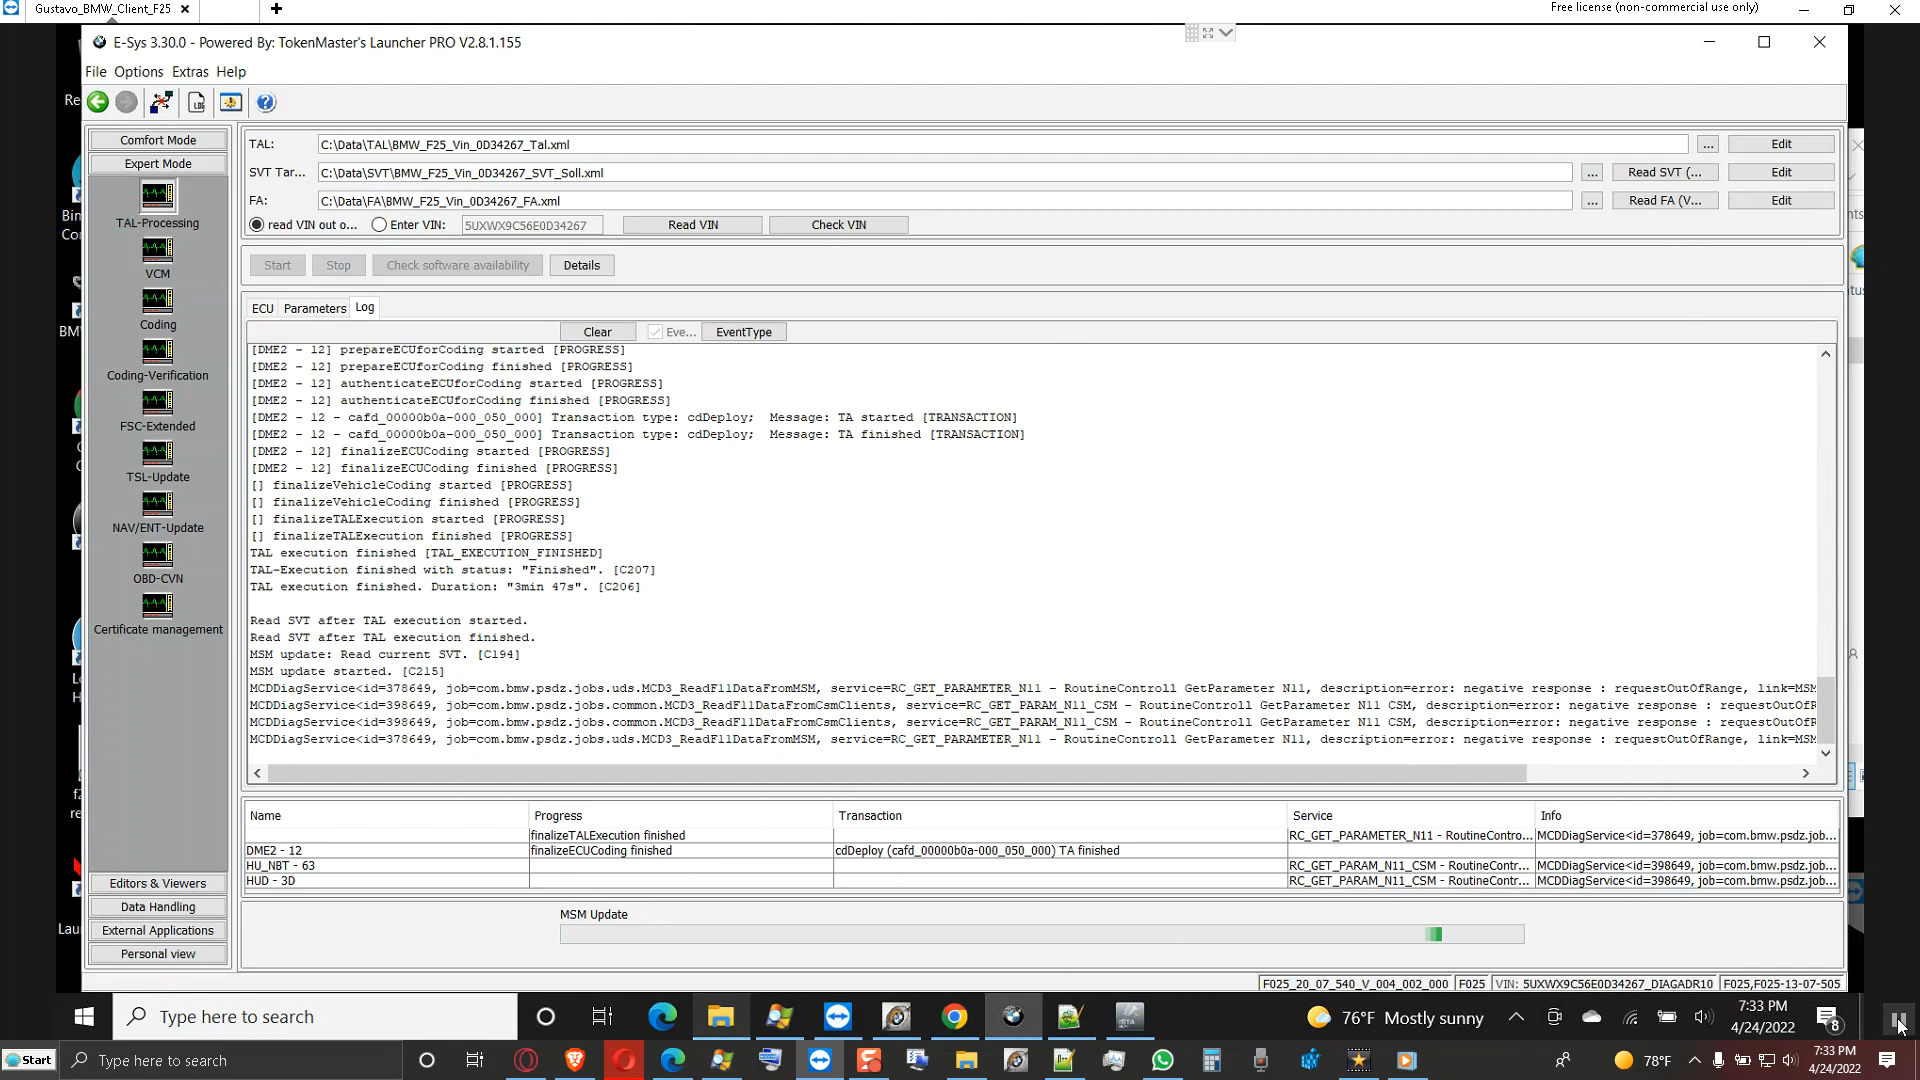 Gustavo_BMW_Client_F25
Free license (non-commercial use only)
E-Sys 3.30.0 - Powered By: TokenMaster's Launcher PRO V2.8.1.155
File Options Extras Help
Comfort Mode
Expert Mode
TAL-Processing
VCM
Coding
Coding-Verification
FSC-Extended
TSL-Update
NAV/ENT-Update
OBD-CVN
Certificate management
Editors & Viewers
Data Handling
External Applications
Personal view
TAL: C:\Data\TAL\BMW_F25_Vin_0D34267_Tal.xml ... Edit
SVT Tar... C:\Data\SVT\BMW_F25_Vin_0D34267_SVT_Soll.xml ... Read SVT (... Edit
FA: C:\Data\FA\BMW_F25_Vin_0D34267_FA.xml ... Read FA (V... Edit
read VIN out o... Enter VIN: 5UXWX9C56E0D34267 Read VIN Check VIN
Start Stop Check software availability Details
ECU Parameters Log
Clear Eve... EventType
[DME2 - 12] prepareECUforCoding started [PROGRESS]
[DME2 - 12] prepareECUforCoding finished [PROGRESS]
[DME2 - 12] authenticateECUforCoding started [PROGRESS]
[DME2 - 12] authenticateECUforCoding finished [PROGRESS]
[DME2 - 12 - cafd_00000b0a-000_050_000] Transaction type: cdDeploy;  Message: TA started [TRANSACTION]
[DME2 - 12 - cafd_00000b0a-000_050_000] Transaction type: cdDeploy;  Message: TA finished [TRANSACTION]
[DME2 - 12] finalizeECUCoding started [PROGRESS]
[DME2 - 12] finalizeECUCoding finished [PROGRESS]
[] finalizeVehicleCoding started [PROGRESS]
[] finalizeVehicleCoding finished [PROGRESS]
[] finalizeTALExecution started [PROGRESS]
[] finalizeTALExecution finished [PROGRESS]
TAL execution finished [TAL_EXECUTION_FINISHED]
TAL-Execution finished with status: "Finished". [C207]
TAL execution finished. Duration: "3min 47s". [C206]
Read SVT after TAL execution started.
Read SVT after TAL execution finished.
MSM update: Read current SVT. [C194]
MSM update started. [C215]
MCDDiagService<id=378649, job=com.bmw.psdz.jobs.uds.MCD3_ReadF11DataFromMSM, service=RC_GET_PARAMETER_N11 - RoutineControll GetParameter N11, description=error: negative response : requestOutOfRange, link=MSM
MCDDiagService<id=398649, job=com.bmw.psdz.jobs.common.MCD3_ReadF11DataFromCsmClients, service=RC_GET_PARAM_N11_CSM - RoutineControll GetParameter N11 CSM, description=error: negative response : requestOutOfR
MCDDiagService<id=398649, job=com.bmw.psdz.jobs.common.MCD3_ReadF11DataFromCsmClients, service=RC_GET_PARAM_N11_CSM - RoutineControll GetParameter N11 CSM, description=error: negative response : requestOutOfR
MCDDiagService<id=378649, job=com.bmw.psdz.jobs.uds.MCD3_ReadF11DataFromMSM, service=RC_GET_PARAMETER_N11 - RoutineControll GetParameter N11, description=error: negative response : requestOutOfRange, link=MSM
Name Progress Transaction Service Info
finalizeTALExecution finished RC_GET_PARAMETER_N11 - RoutineContro... MCDDiagService<id=378649, job=com.bmw.psdz.job...
DME2 - 12 finalizeECUCoding finished cdDeploy (cafd_00000b0a-000_050_000) TA finished
HU_NBT - 63 RC_GET_PARAM_N11_CSM - RoutineContr... MCDDiagService<id=398649, job=com.bmw.psdz.job...
HUD - 3D RC_GET_PARAM_N11_CSM - RoutineContr... MCDDiagService<id=398649, job=com.bmw.psdz.job...
MSM Update
F025_20_07_540_V_004_002_000 F025 VIN: 5UXWX9C56E0D34267_DIAGADR10 F025,F025-13-07-505
Type here to search 76°F Mostly sunny 7:33 PM
4/24/2022 8
Start Type here to search 78°F 7:33 PM
4/24/2022